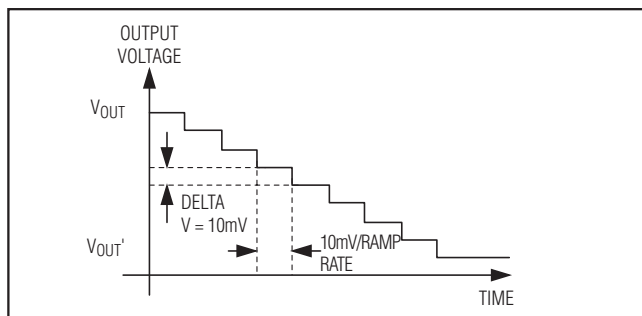 OUTPUT
VOLTAGE
VOUT
DELTA
V = 10mV
10mV/RAMP
RATE
VOUT'
TIME